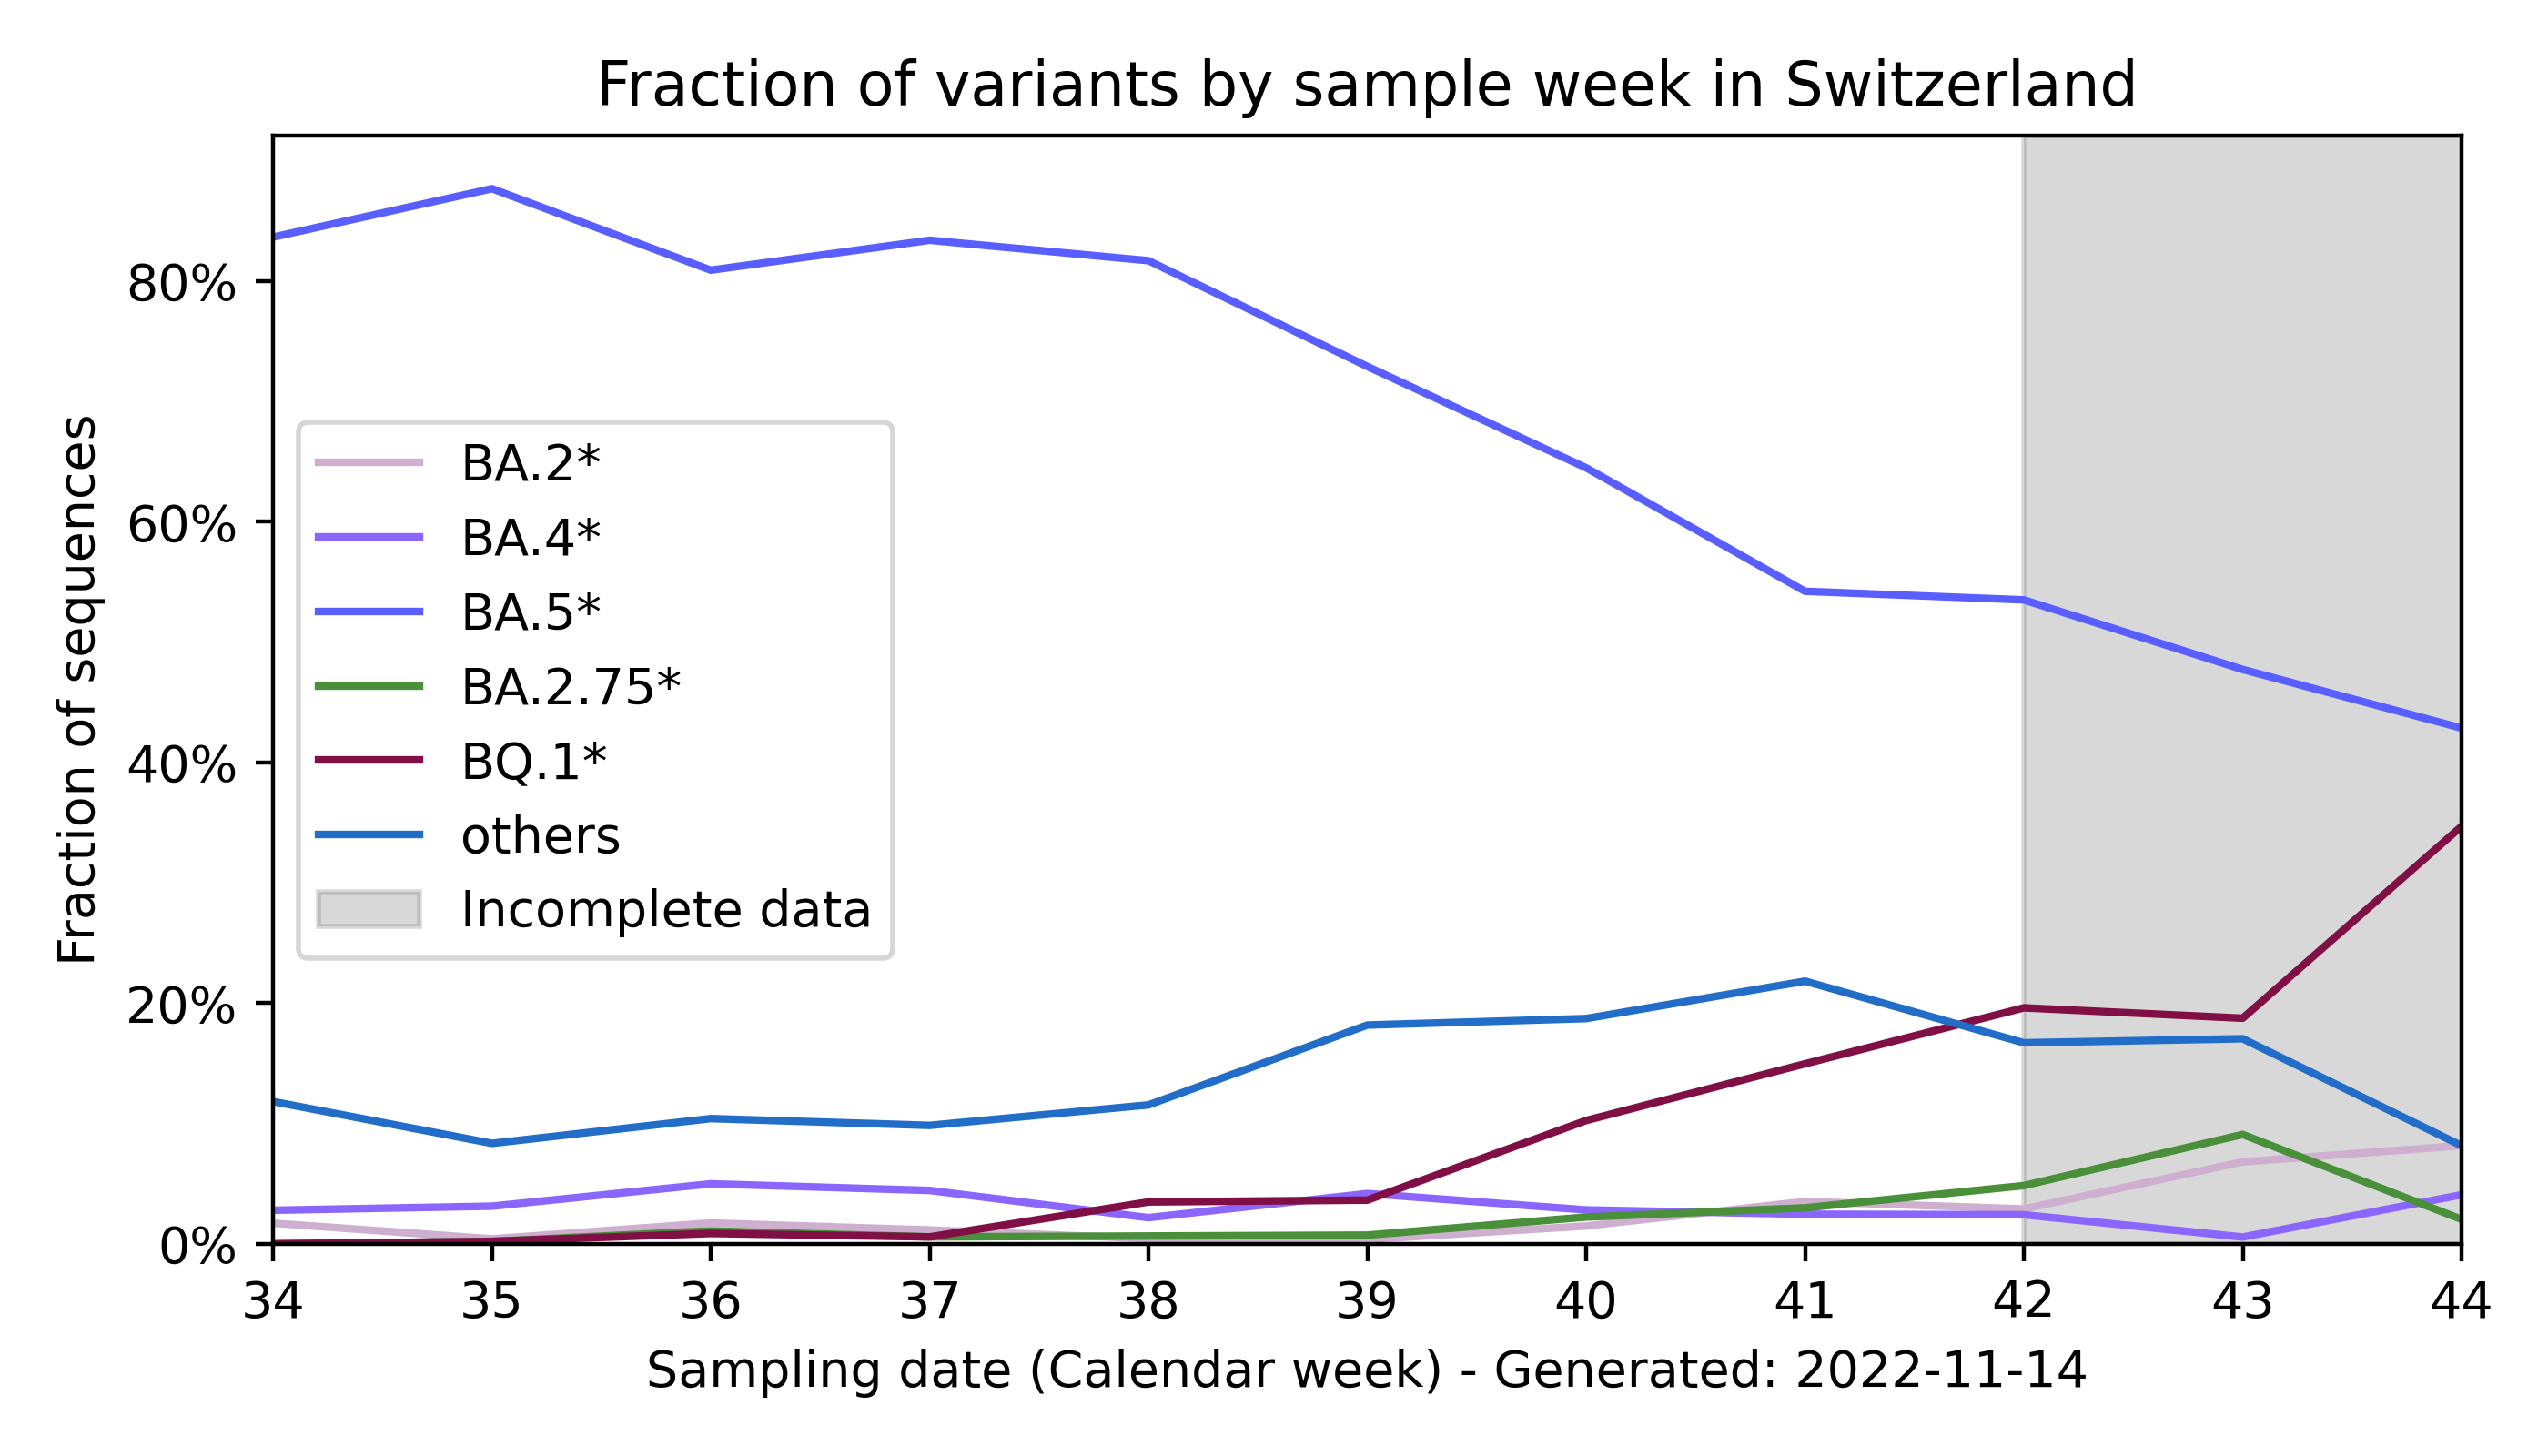 Fraction of variants by sample week in Switzerland
Fraction of sequences
80%
60%
40%
20%
0%
BA.2*
BA.4*
BA.5*
BA.2.75*
BQ.1*
others
Incomplete data
34 35 36 37 38 39 40 41 42 43 44
Sampling date (Calendar week) - Generated: 2022-11-14